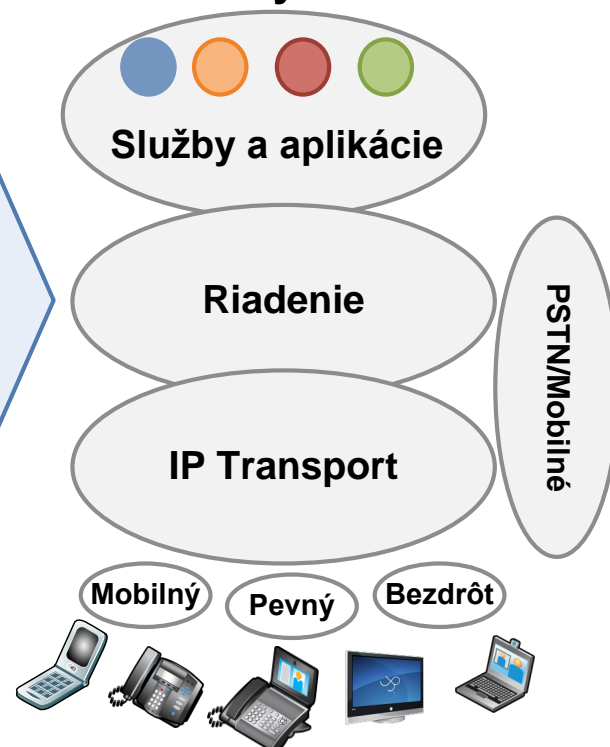 Služby a aplikácie
Riadenie
PSTN/Mobilné
IP Transport
Mobilný
Pevný
Bezdrôt